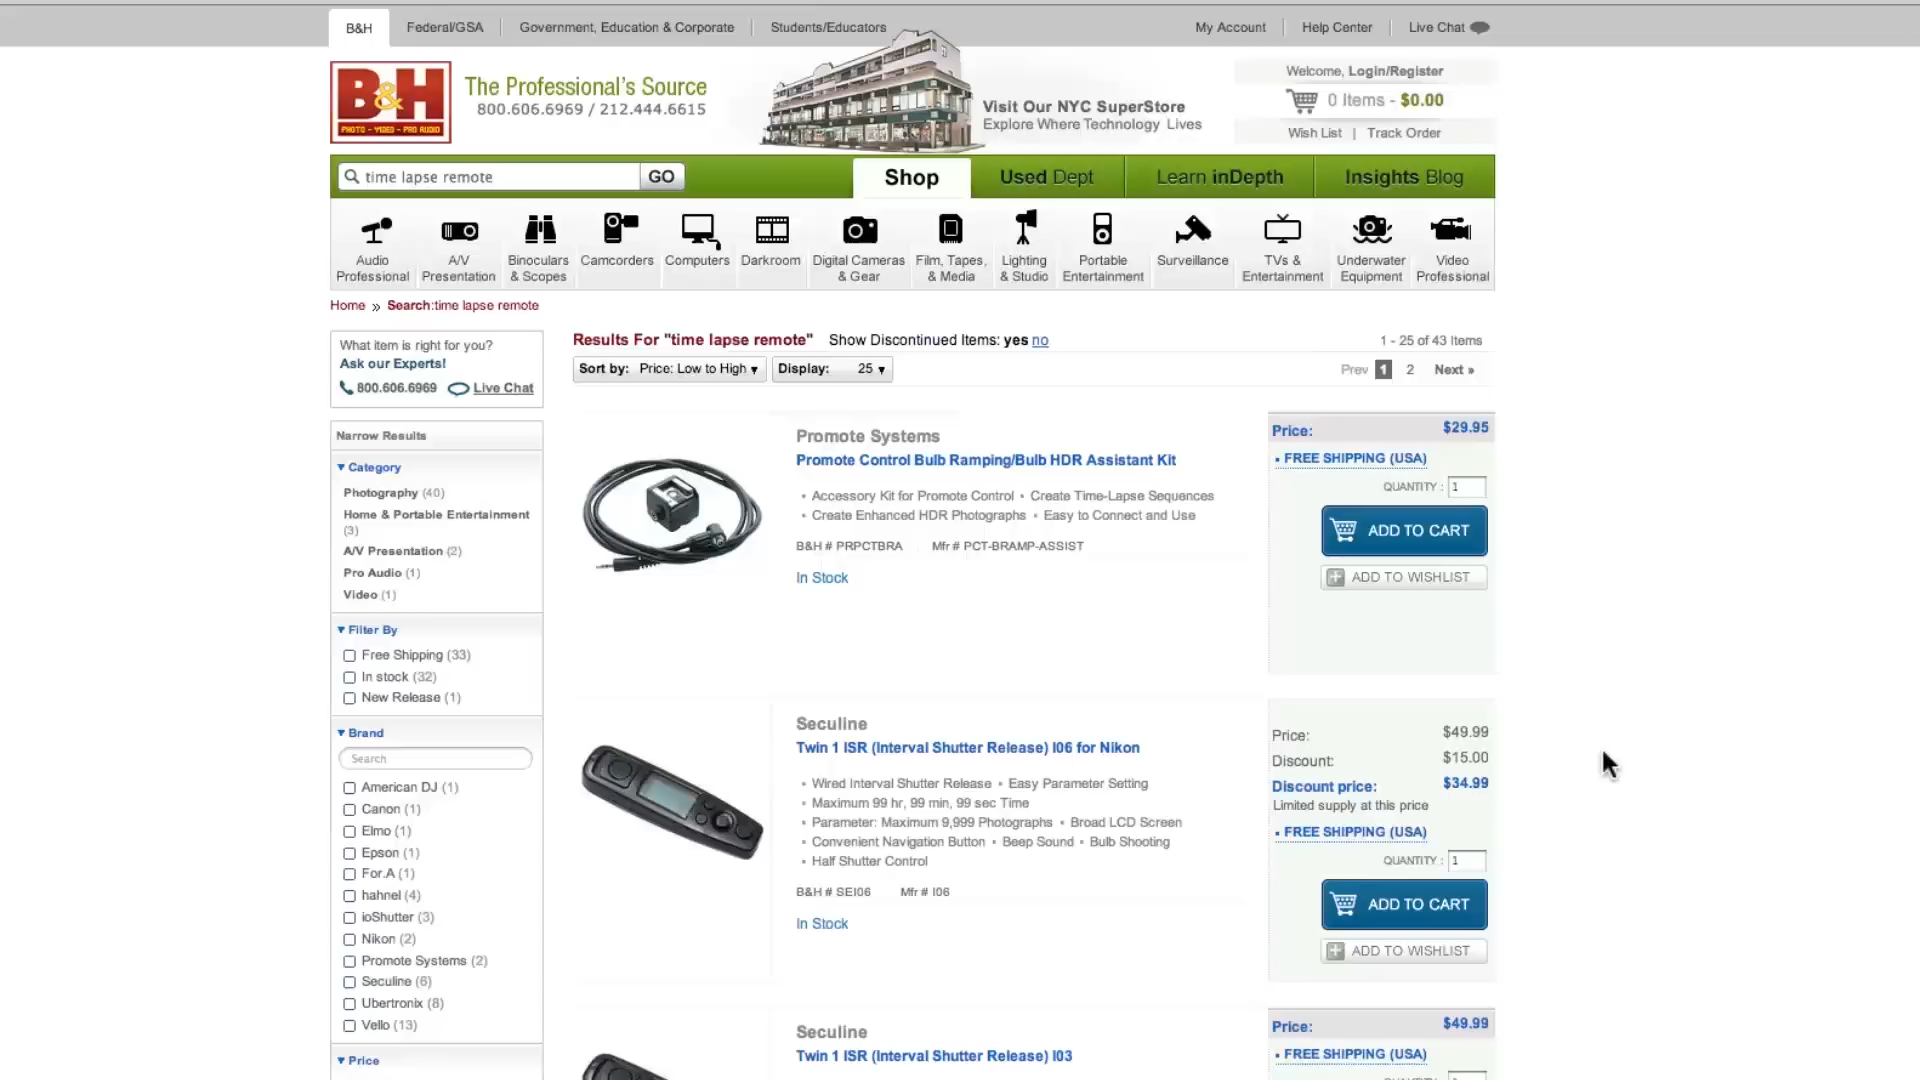 B&H
Federal/GSA
Government, Education & Corporate
Students/Educators
My Account
Help Center
Live Chat
B&H
PHOTO - VIDEO - PRO AUDIO
The Professional's Source
800.606.6969 / 212.444.6615
Visit Our NYC SuperStore
Explore Where Technology Lives
Welcome, Login/Register
0 Items - $0.00
Wish List | Track Order
time lapse remote
GO
Shop
Used Dept
Learn inDepth
Insights Blog
Audio
Professional
A/V
Presentation
Binoculars
& Scopes
Camcorders
Computers
Darkroom
Digital Cameras
& Gear
Film, Tapes,
& Media
Lighting
& Studio
Portable
Entertainment
Surveillance
TVs &
Entertainment
Underwater
Equipment
Video
Professional
Home » Search:time lapse remote
What item is right for you?
Ask our Experts!
800.606.6969 Live Chat
Narrow Results
Category
Photography (40)
Home & Portable Entertainment
(3)
A/V Presentation (2)
Pro Audio (1)
Video (1)
Filter By
Free Shipping (33)
In stock (32)
New Release (1)
Brand
Search
American DJ (1)
Canon (1)
Elmo (1)
Epson (1)
For.A (1)
hahnel (4)
ioShutter (3)
Nikon (2)
Promote Systems (2)
Seculine (6)
Ubertronix (8)
Vello (13)
Price
Results For "time lapse remote" Show Discontinued Items: yes no
1 - 25 of 43 Items
Sort by: Price: Low to High
Display: 25
Prev 1 2 Next »
Promote Systems
Promote Control Bulb Ramping/Bulb HDR Assistant Kit
• Accessory Kit for Promote Control • Create Time-Lapse Sequences
• Create Enhanced HDR Photographs • Easy to Connect and Use
B&H # PRPCTBRA Mfr # PCT-BRAMP-ASSIST
In Stock
Price: $29.95
• FREE SHIPPING (USA)
QUANTITY : 1
ADD TO CART
ADD TO WISHLIST
Seculine
Twin 1 ISR (Interval Shutter Release) I06 for Nikon
• Wired Interval Shutter Release • Easy Parameter Setting
• Maximum 99 hr, 99 min, 99 sec Time
• Parameter: Maximum 9,999 Photographs • Broad LCD Screen
• Convenient Navigation Button • Beep Sound • Bulb Shooting
• Half Shutter Control
B&H # SEI06 Mfr # I06
In Stock
Price: $49.99
Discount: $15.00
Discount price: $34.99
Limited supply at this price
• FREE SHIPPING (USA)
QUANTITY : 1
ADD TO CART
ADD TO WISHLIST
Seculine
Twin 1 ISR (Interval Shutter Release) I03
Price: $49.99
• FREE SHIPPING (USA)